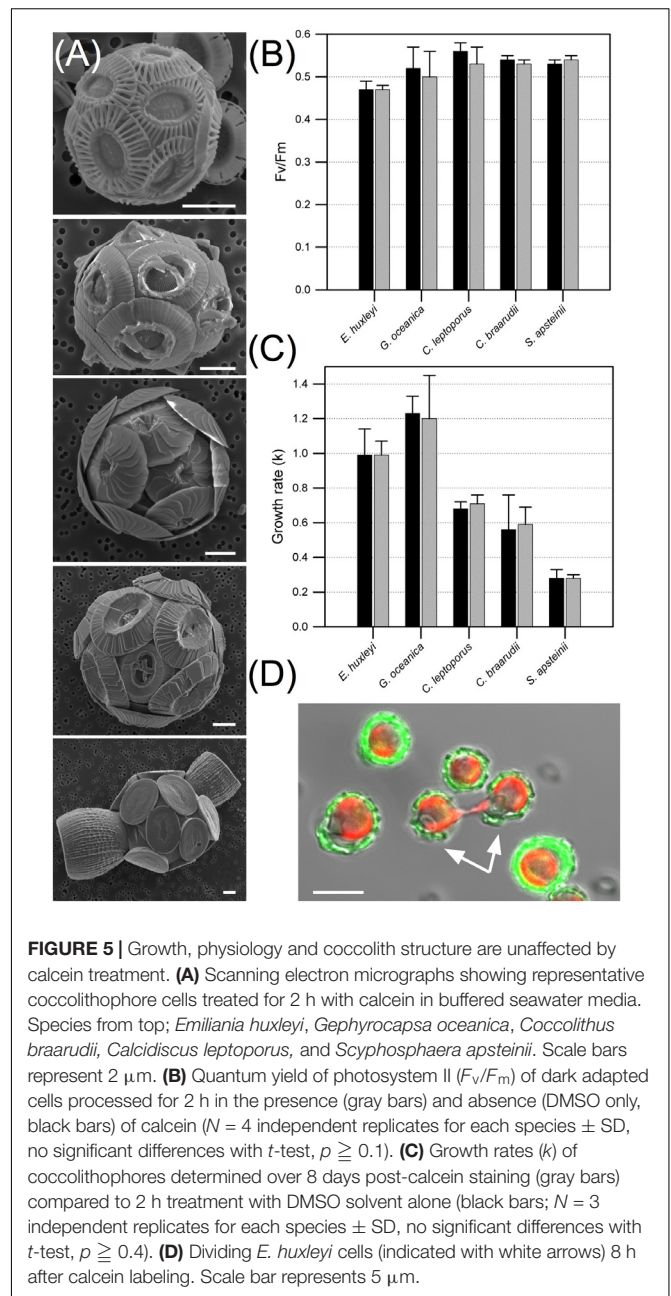 (A)
(B)
0.6
0.5
0.4
0.3
0.2
0.1
0.0
Fv/Fm
E. huxleyi
G. oceanica
C. leptoporus
C. braarudii
S. apsteinii
(C)
1.4
1.2
1.0
0.8
0.6
0.4
0.2
0.0
Growth rate (k)
E. huxleyi
G. oceanica
C. leptoporus
C. braarudii
S. apsteinii
(D)
FIGURE 5 | Growth, physiology and coccolith structure are unaffected by
calcein treatment. (A) Scanning electron micrographs showing representative
coccolithophore cells treated for 2 h with calcein in buffered seawater media.
Species from top; Emiliania huxleyi, Gephyrocapsa oceanica, Coccolithus
braarudii, Calcidiscus leptoporus, and Scyphosphaera apsteinii. Scale bars
represent 2 μm. (B) Quantum yield of photosystem II (Fv/Fm) of dark adapted
cells processed for 2 h in the presence (gray bars) and absence (DMSO only,
black bars) of calcein (N = 4 independent replicates for each species ± SD,
no significant differences with t-test, p ≧ 0.1). (C) Growth rates (k) of
coccolithophores determined over 8 days post-calcein staining (gray bars)
compared to 2 h treatment with DMSO solvent alone (black bars; N = 3
independent replicates for each species ± SD, no significant differences with
t-test, p ≧ 0.4). (D) Dividing E. huxleyi cells (indicated with white arrows) 8 h
after calcein labeling. Scale bar represents 5 μm.